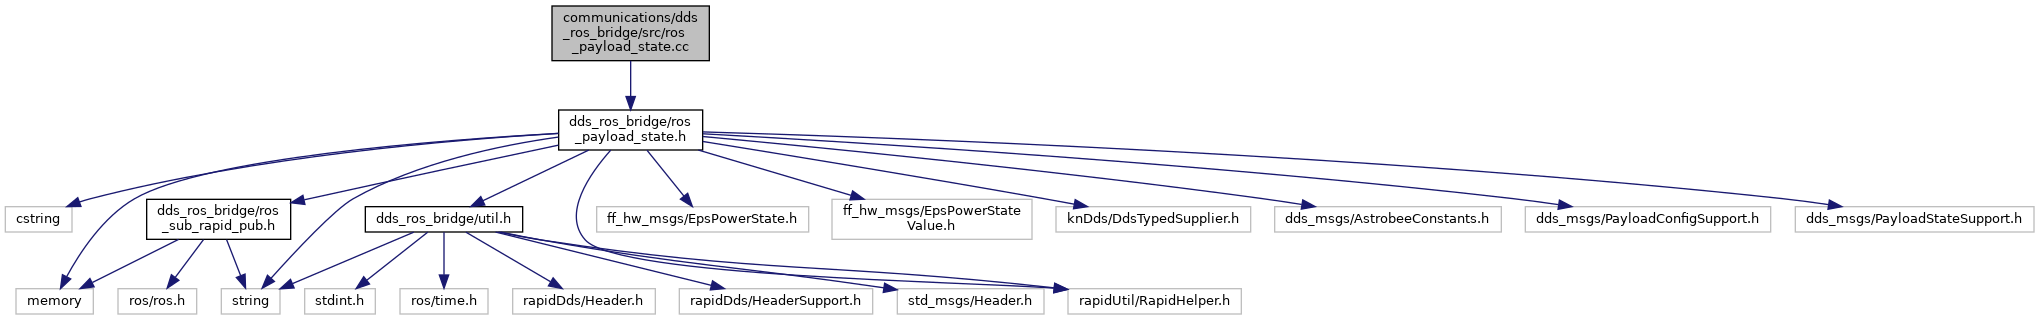 communications/dds
_ros_bridge/src/ros
_payload_state.cc
dds_ros_bridge/ros
_payload_state.h
cstring
dds_ros_bridge/ros
_sub_rapid_pub.h
dds_ros_bridge/util.h
ff_hw_msgs/EpsPowerState.h
ff_hw_msgs/EpsPowerState
Value.h
knDds/DdsTypedSupplier.h
dds_msgs/AstrobeeConstants.h
dds_msgs/PayloadConfigSupport.h
dds_msgs/PayloadStateSupport.h
memory
ros/ros.h
string
stdint.h
ros/time.h
rapidDds/Header.h
rapidDds/HeaderSupport.h
std_msgs/Header.h
rapidUtil/RapidHelper.h